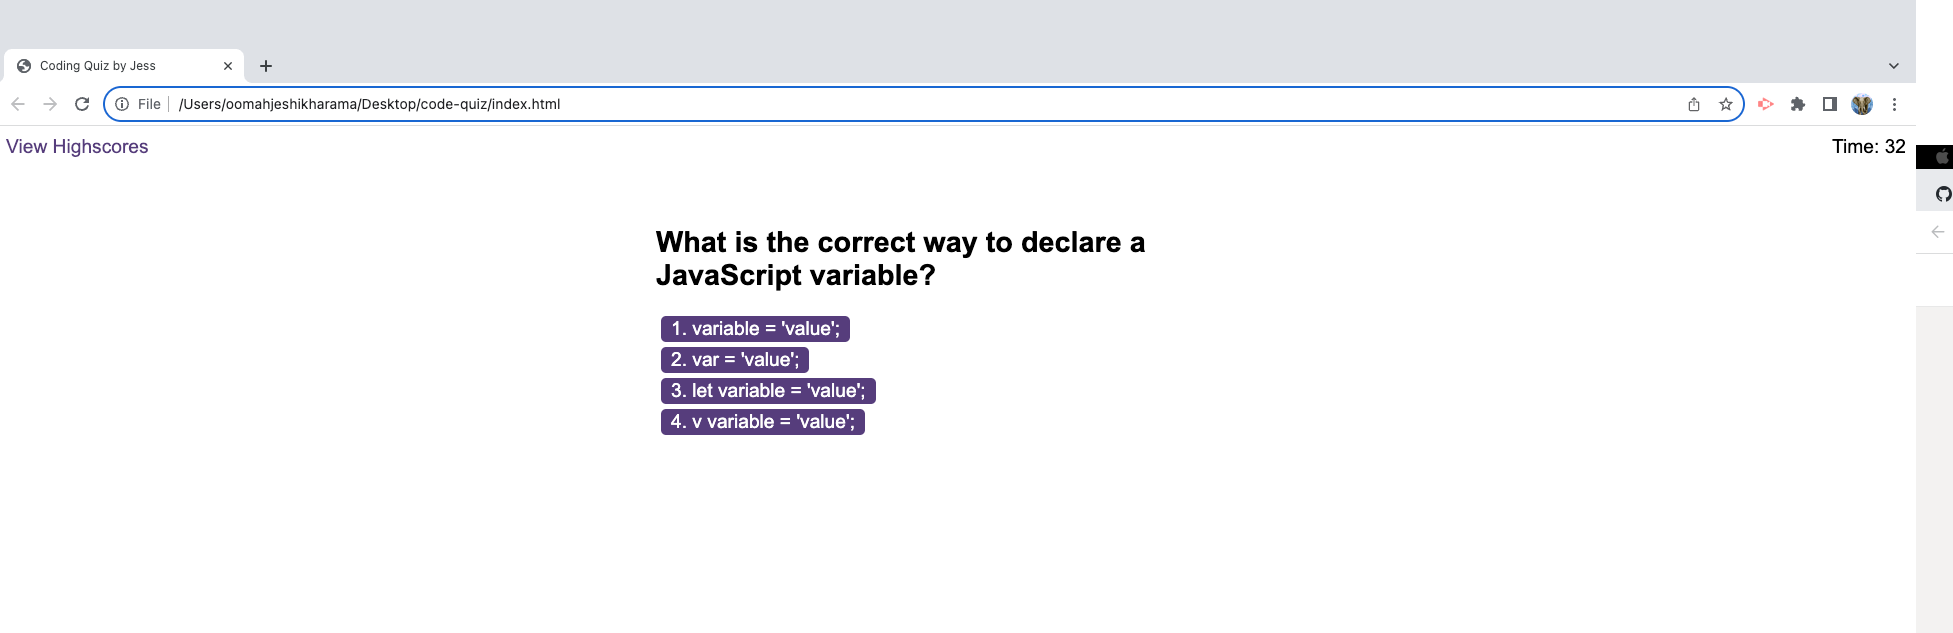 Coding Quiz by Jess
File /Users/oomahjeshikharama/Desktop/code-quiz/index.html
View Highscores
Time: 32
What is the correct way to declare a
JavaScript variable?
1. variable = 'value';
2. var = 'value';
3. let variable = 'value';
4. v variable = 'value';